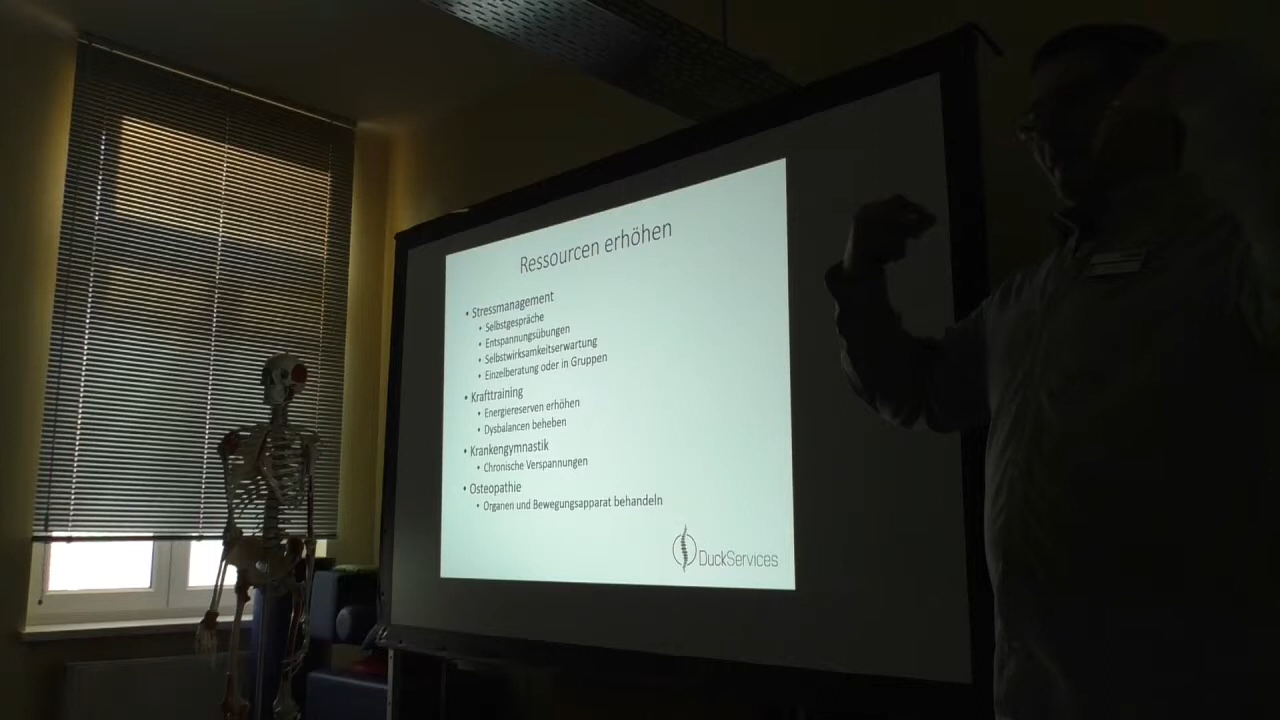 Ressourcen erhöhen
• Stressmanagement
• Selbstgespräche
• Entspannungsübungen
• Selbstwirksamkeitserwartung
• Einzelberatung oder in Gruppen
• Krafttraining
• Energiereserven erhöhen
• Dysbalancen beheben
• Krankengymnastik
• Chronische Verspannungen
• Osteopathie
• Organen und Bewegungsapparat behandeln
DuckServices